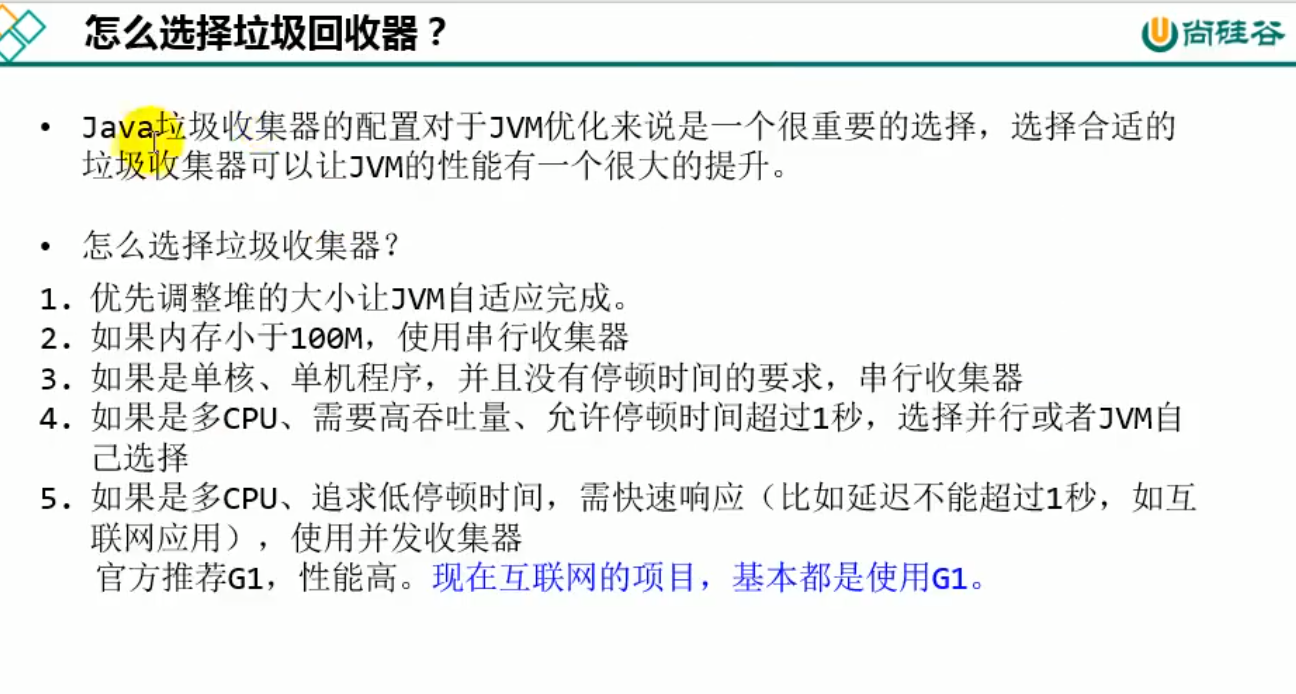 怎么选择垃圾回收器？
尚硅谷
• Java垃圾收集器的配置对于JVM优化来说是一个很重要的选择，选择合适的
垃圾收集器可以让JVM的性能有一个很大的提升。
• 怎么选择垃圾收集器？
1. 优先调整堆的大小让JVM自适应完成。
2. 如果内存小于100M，使用串行收集器
3. 如果是单核、单机程序，并且没有停顿时间的要求，串行收集器
4. 如果是多CPU、需要高吞吐量、允许停顿时间超过1秒，选择并行或者JVM自
己选择
5. 如果是多CPU、追求低停顿时间，需快速响应（比如延迟不能超过1秒，如互
联网应用），使用并发收集器
官方推荐G1，性能高。现在互联网的项目，基本都是使用G1。